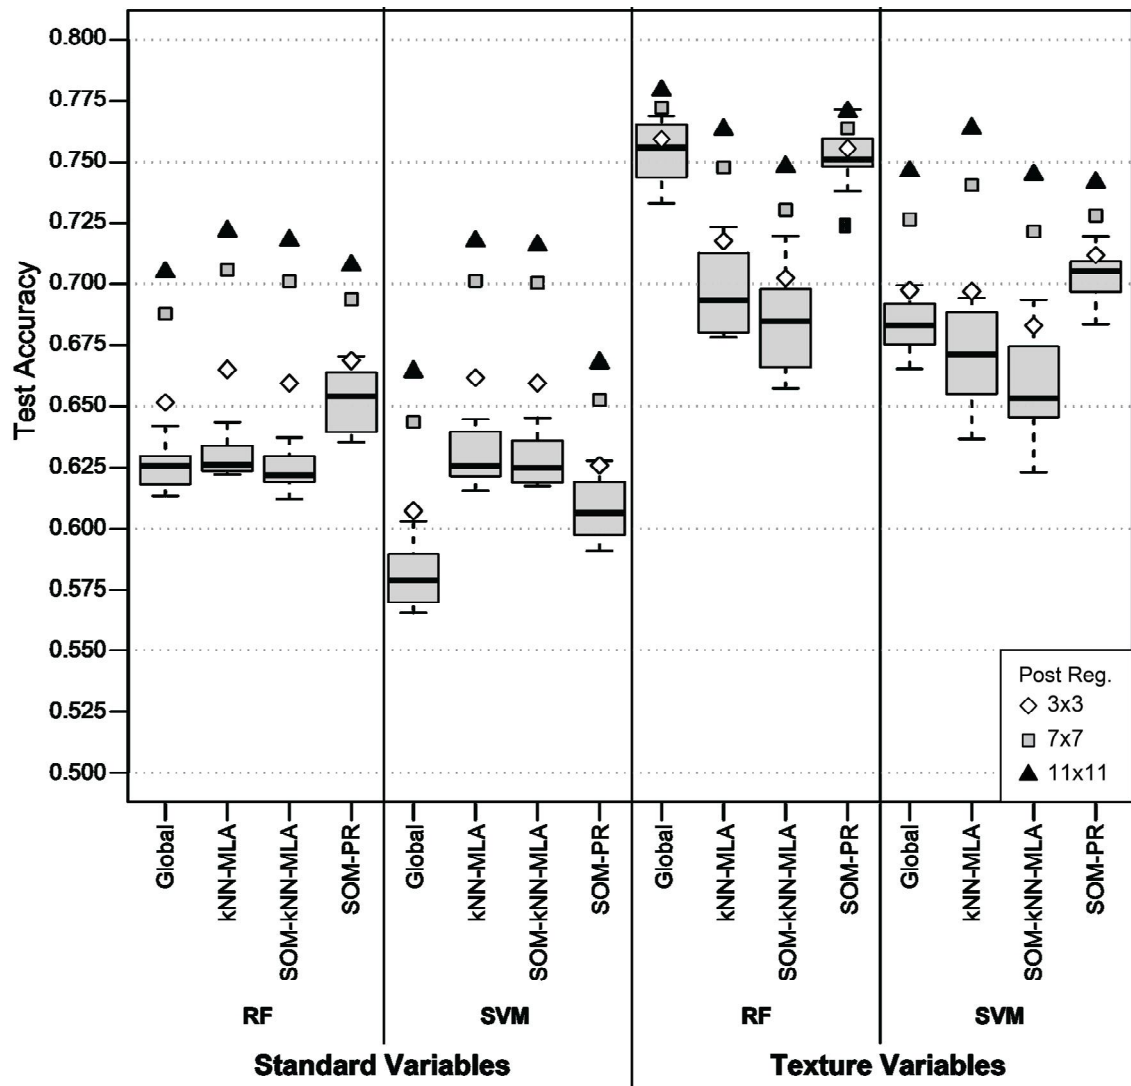 Test Accuracy
0.800
0.775
0.750
0.725
0.700
0.675
0.650
0.625
0.600
0.575
0.550
0.525
0.500
Post Reg.
3x3
7x7
11x11
Global
kNN-MLA
SOM-kNN-MLA
SOM-PR
Global
kNN-MLA
SOM-kNN-MLA
SOM-PR
Global
kNN-MLA
SOM-kNN-MLA
SOM-PR
Global
kNN-MLA
SOM-kNN-MLA
SOM-PR
RF
SVM
RF
SVM
Standard Variables
Texture Variables